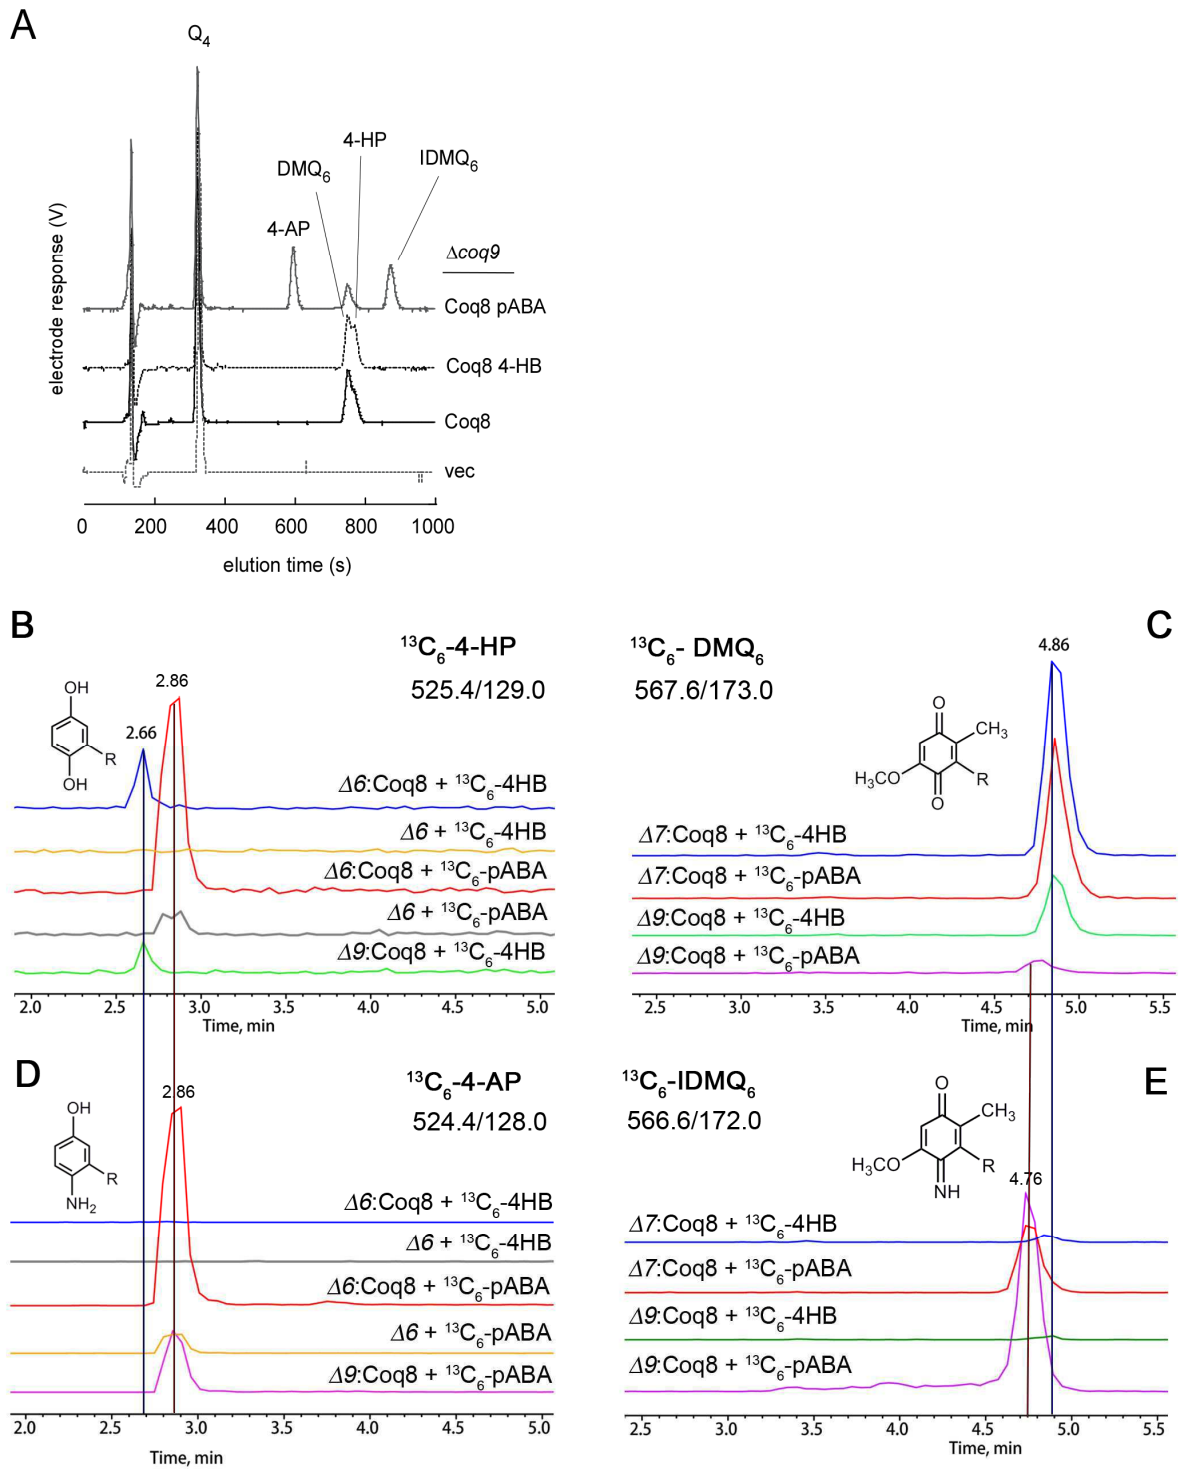 A
Q4
4-HP
DMQ6
IDMQ6
4-AP
Δcoq9
Coq8 pABA
Coq8 4-HB
Coq8
vec
electrode response (V)
0 200 400 600 800 1000
elution time (s)
B
13C6-4-HP
525.4/129.0
OH
R
OH
2.66
2.86
Δ6:Coq8 + 13C6-4HB
Δ6 + 13C6-4HB
Δ6:Coq8 + 13C6-pABA
Δ6 + 13C6-pABA
Δ9:Coq8 + 13C6-4HB
2.0 2.5 3.0 3.5 4.0 4.5 5.0
Time, min
C
13C6- DMQ6
567.6/173.0
4.86
O
CH3
H3CO
R
O
Δ7:Coq8 + 13C6-4HB
Δ7:Coq8 + 13C6-pABA
Δ9:Coq8 + 13C6-4HB
Δ9:Coq8 + 13C6-pABA
2.5 3.0 3.5 4.0 4.5 5.0 5.5
Time, min
D
13C6-4-AP
524.4/128.0
2.86
OH
R
NH2
Δ6:Coq8 + 13C6-4HB
Δ6 + 13C6-4HB
Δ6:Coq8 + 13C6-pABA
Δ6 + 13C6-pABA
Δ9:Coq8 + 13C6-pABA
2.0 2.5 3.0 3.5 4.0 4.5 5.0
Time, min
E
13C6-IDMQ6
566.6/172.0
O
CH3
H3CO
R
NH
4.76
Δ7:Coq8 + 13C6-4HB
Δ7:Coq8 + 13C6-pABA
Δ9:Coq8 + 13C6-4HB
Δ9:Coq8 + 13C6-pABA
2.5 3.0 3.5 4.0 4.5 5.0 5.5
Time, min